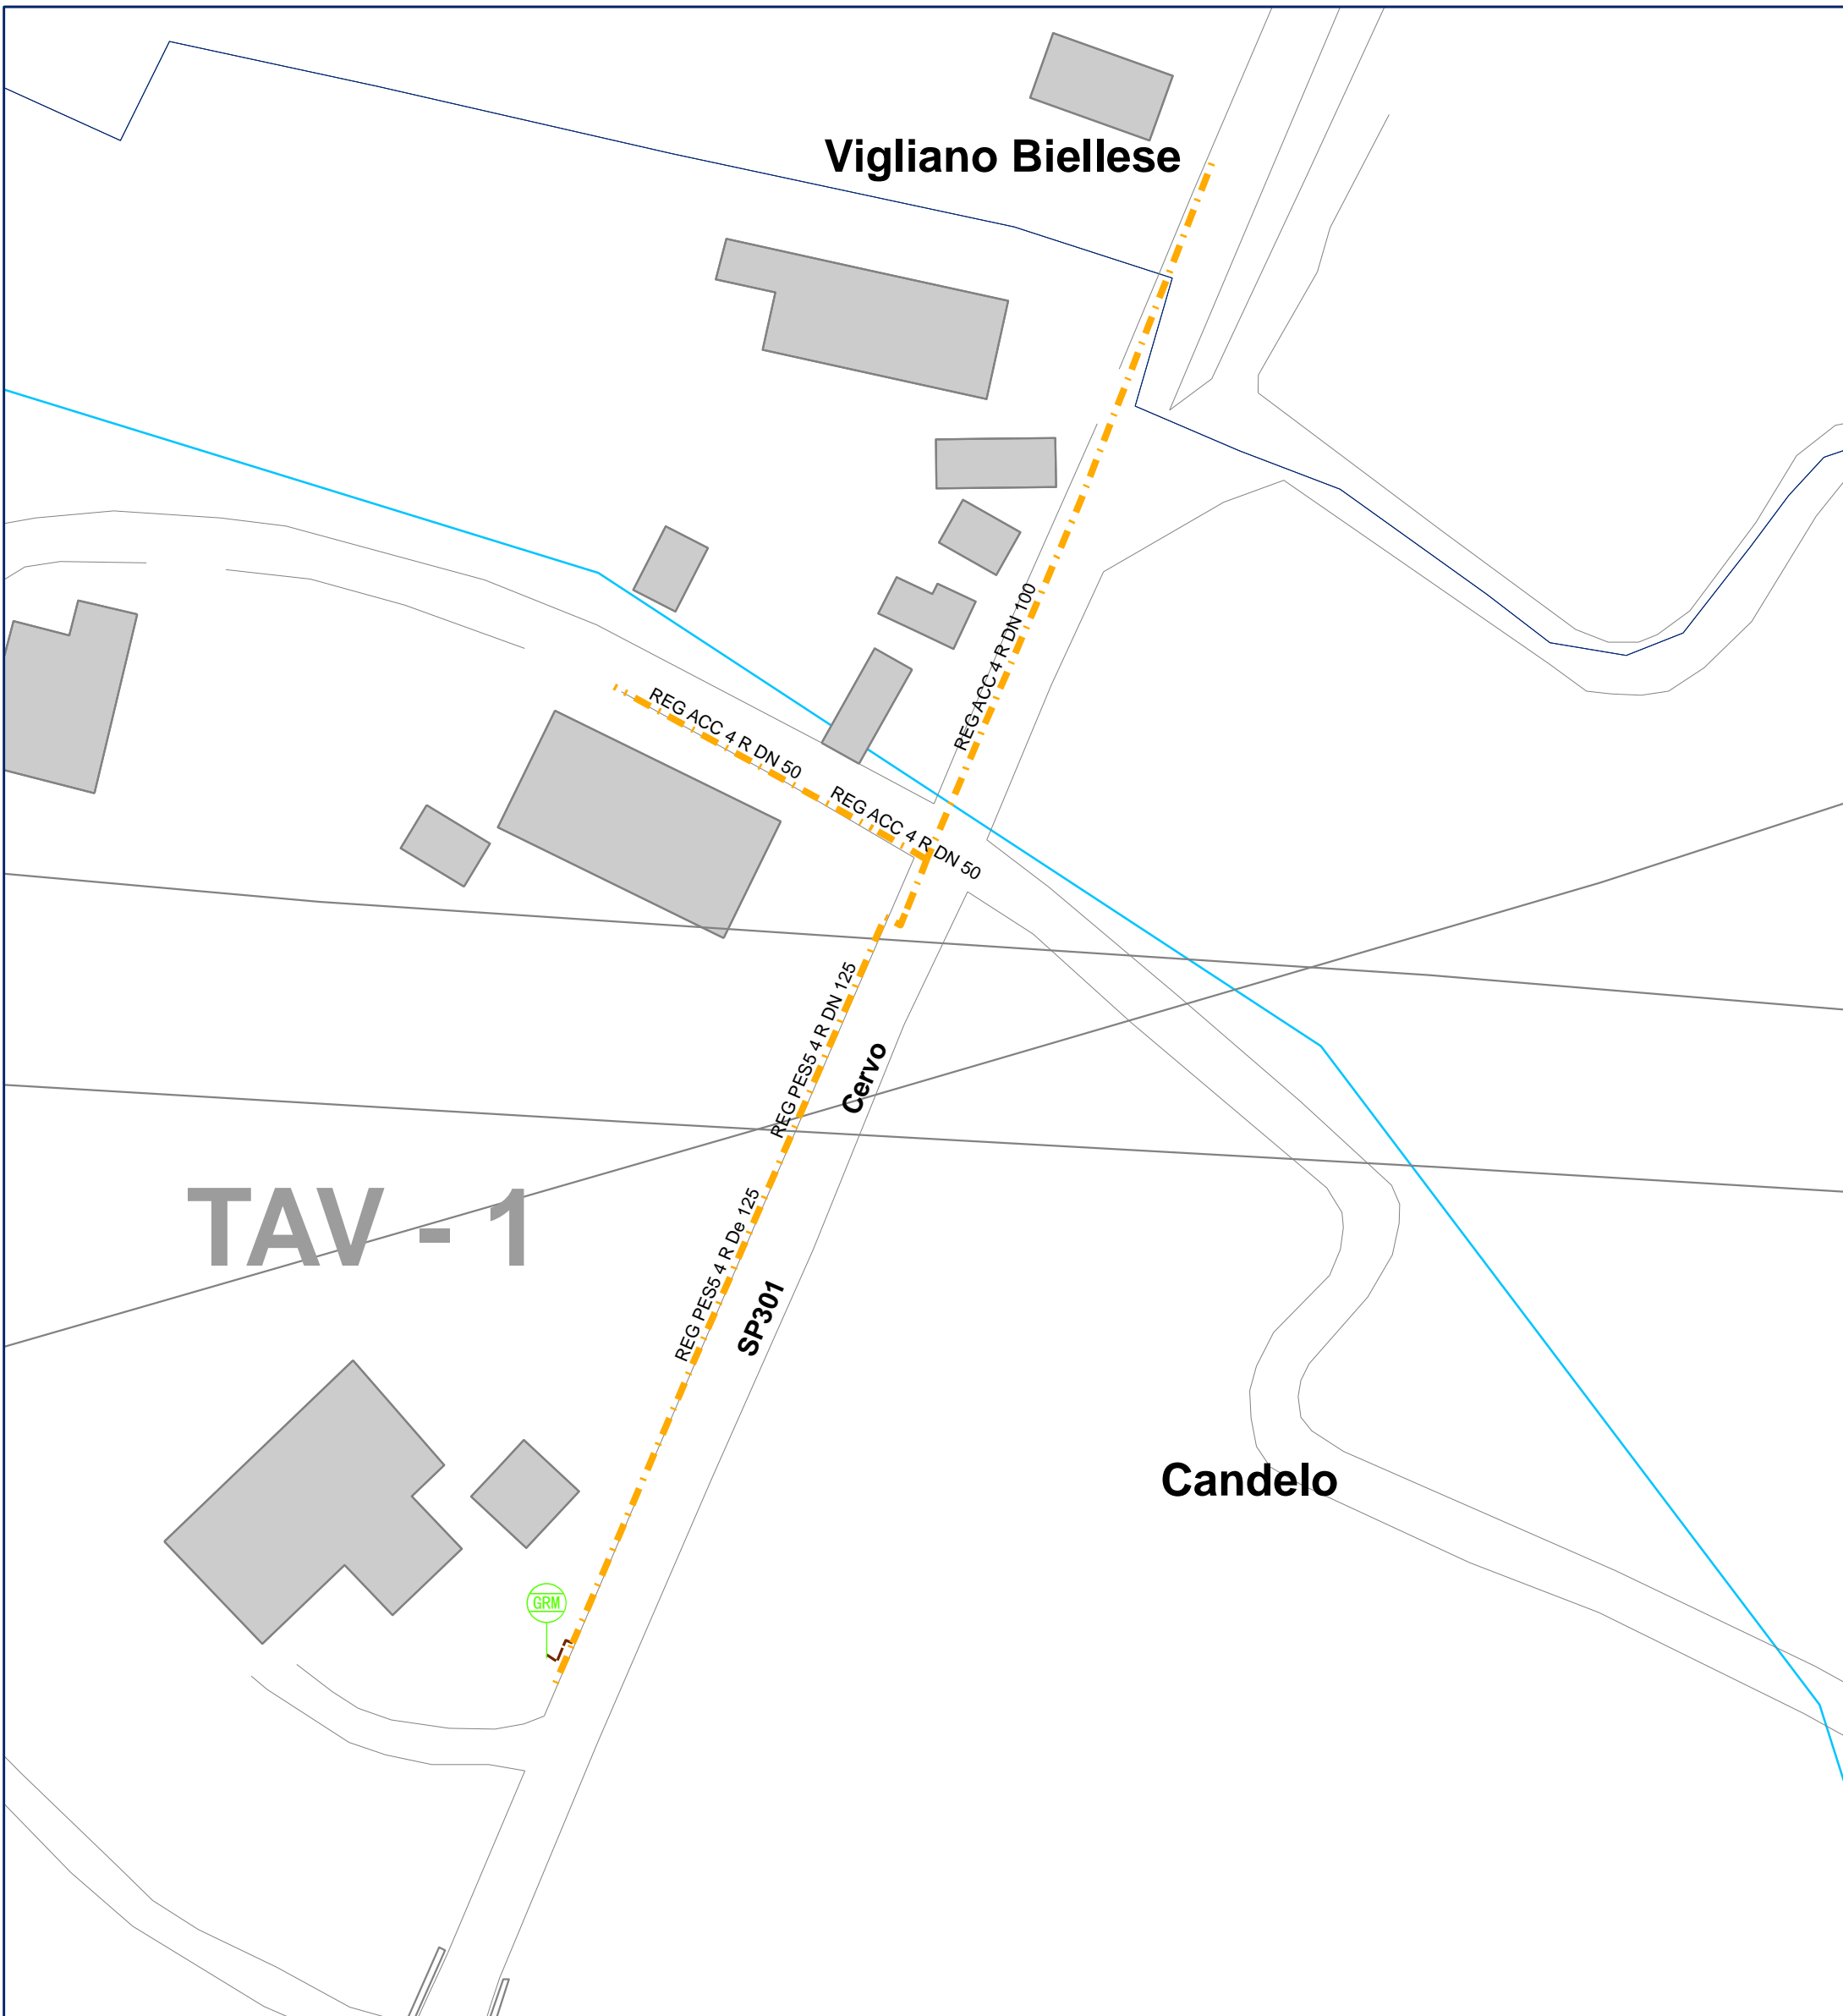 Vigliano Biellese
REG ACC 4 R DN 100
REG ACC 4 R DN 50
REG ACC 4 R DN 50
REG PES5 4 R DN 125
Cervo
TAV - 1
REG PES5 4 R De 125
SP301
Candelo
GRM